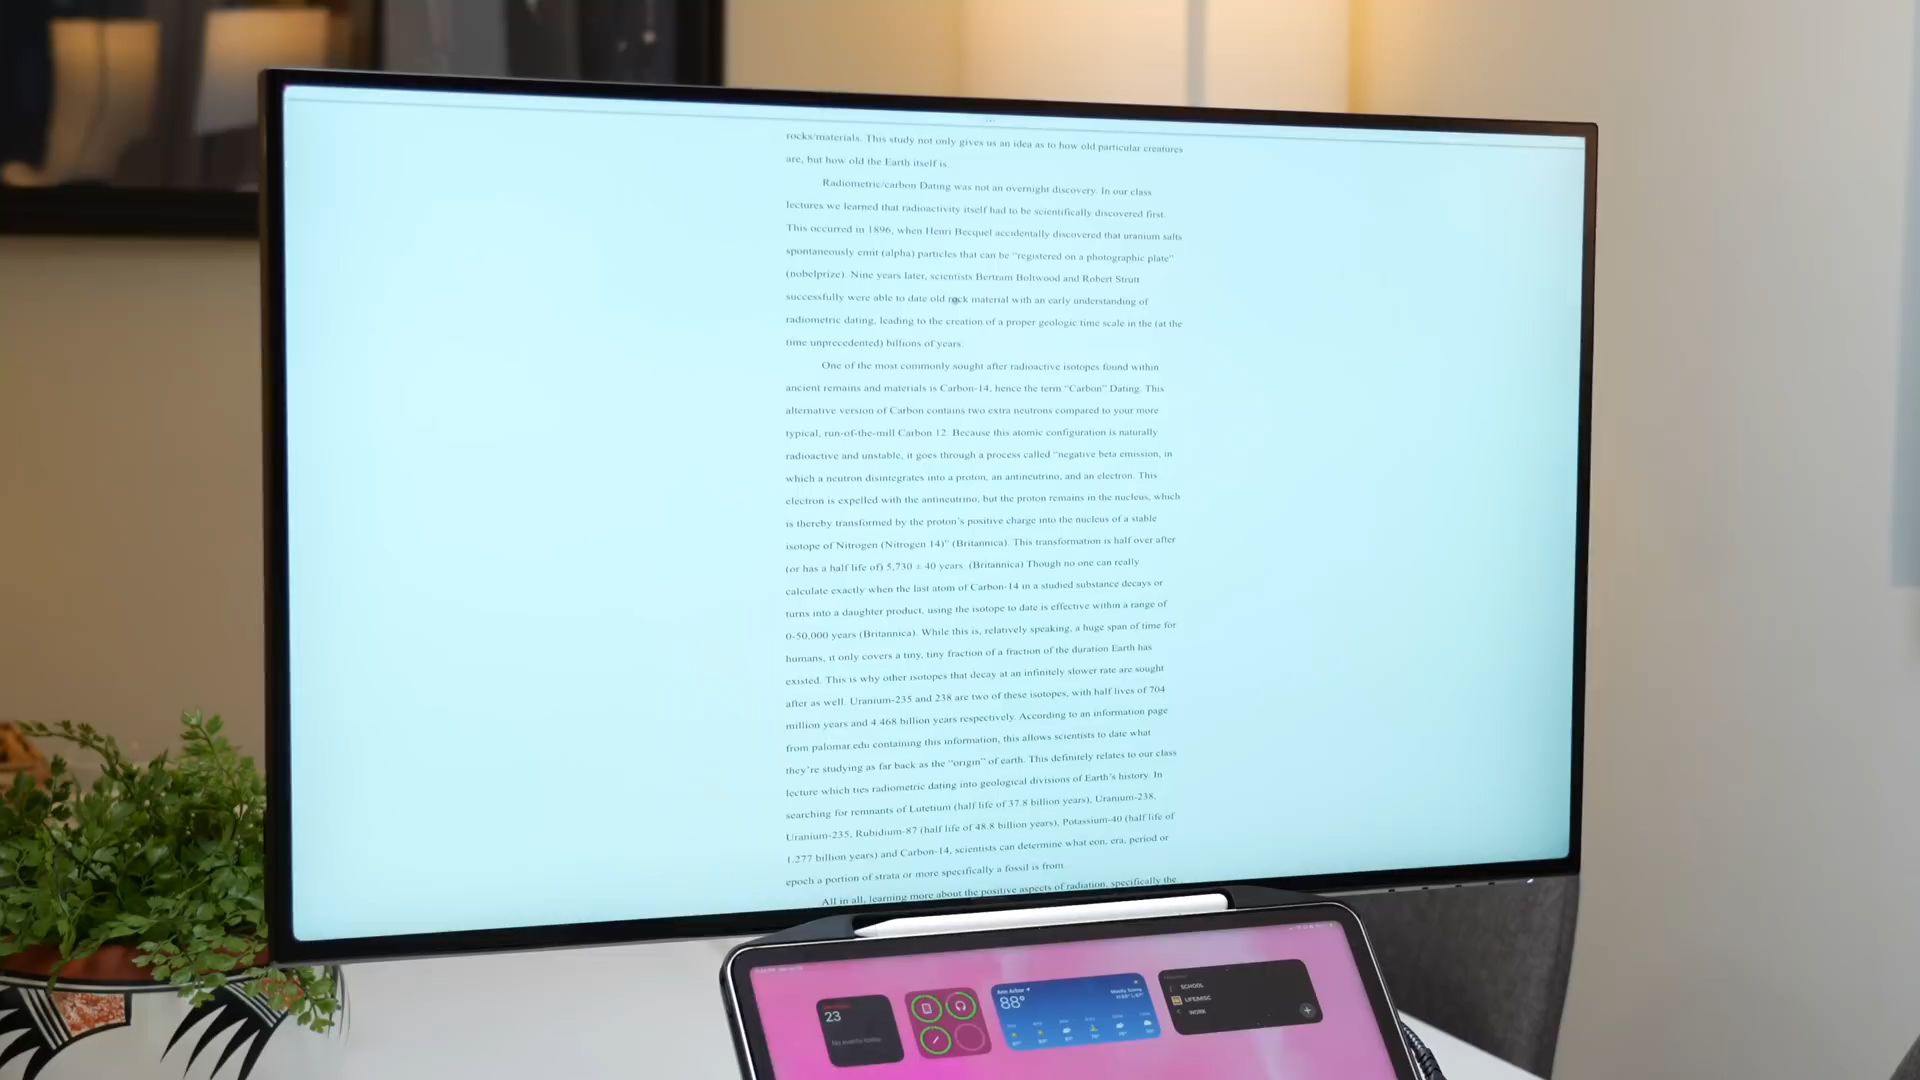 rocks/materials. This study not only gives us an idea as to how old particular creatures
are, but how old the Earth itself is.
Radiometric/carbon Dating was not an overnight discovery. In our class
lectures we learned that radioactivity itself had to be scientifically discovered first.
This occurred in 1896, when Henri Becquel accidentally discovered that uranium salts
spontaneously emit (alpha) particles that can be "registered on a photographic plate"
(nobelprize). Nine years later, scientists Bertram Boltwood and Robert Strutt
successfully were able to date old rock material with an early understanding of
radiometric dating, leading to the creation of a proper geologic time scale in the (at the
time unprecedented) billions of years.
One of the most commonly sought after radioactive isotopes found within
ancient remains and materials is Carbon-14, hence the term "Carbon" Dating. This
alternative version of Carbon contains two extra neutrons compared to your more
typical, run-of-the-mill Carbon 12. Because this atomic configuration is naturally
radioactive and unstable, it goes through a process called "negative beta emission, in
which a neutron disintegrates into a proton, an antineutrino, and an electron. This
electron is expelled with the antineutrino, but the proton remains in the nucleus, which
is thereby transformed by the proton's positive charge into the nucleus of a stable
isotope of Nitrogen (Nitrogen 14)" (Britannica). This transformation is half over after
(or has a half life of) 5,730 ± 40 years. (Britannica) Though no one can really
calculate exactly when the last atom of Carbon-14 in a studied substance decays or
turns into a daughter product, using the isotope to date is effective within a range of
0-50,000 years (Britannica). While this is, relatively speaking, a huge span of time for
humans, it only covers a tiny, tiny fraction of a fraction of the duration Earth has
existed. This is why other isotopes that decay at an infinitely slower rate are sought
after as well. Uranium-235 and 238 are two of these isotopes, with half lives of 704
million years and 4.468 billion years respectively. According to an information page
from palomar.edu containing this information, this allows scientists to date what
they're studying as far back as the "origin" of earth. This definitely relates to our class
lecture which ties radiometric dating into geological divisions of Earth's history. In
searching for remnants of Lutetium (half life of 37.8 billion years), Uranium-238,
Uranium-235, Rubidium-87 (half life of 48.8 billion years), Potassium-40 (half life of
1.277 billion years) and Carbon-14, scientists can determine what eon, era, period or
epoch a portion of strata or more specifically a fossil is from.
All in all, learning more about the positive aspects of radiation, specifically the
23
No events today
Ann Arbor
88°
Mostly Sunny
SCHOOL
LIFE/MISC
WORK